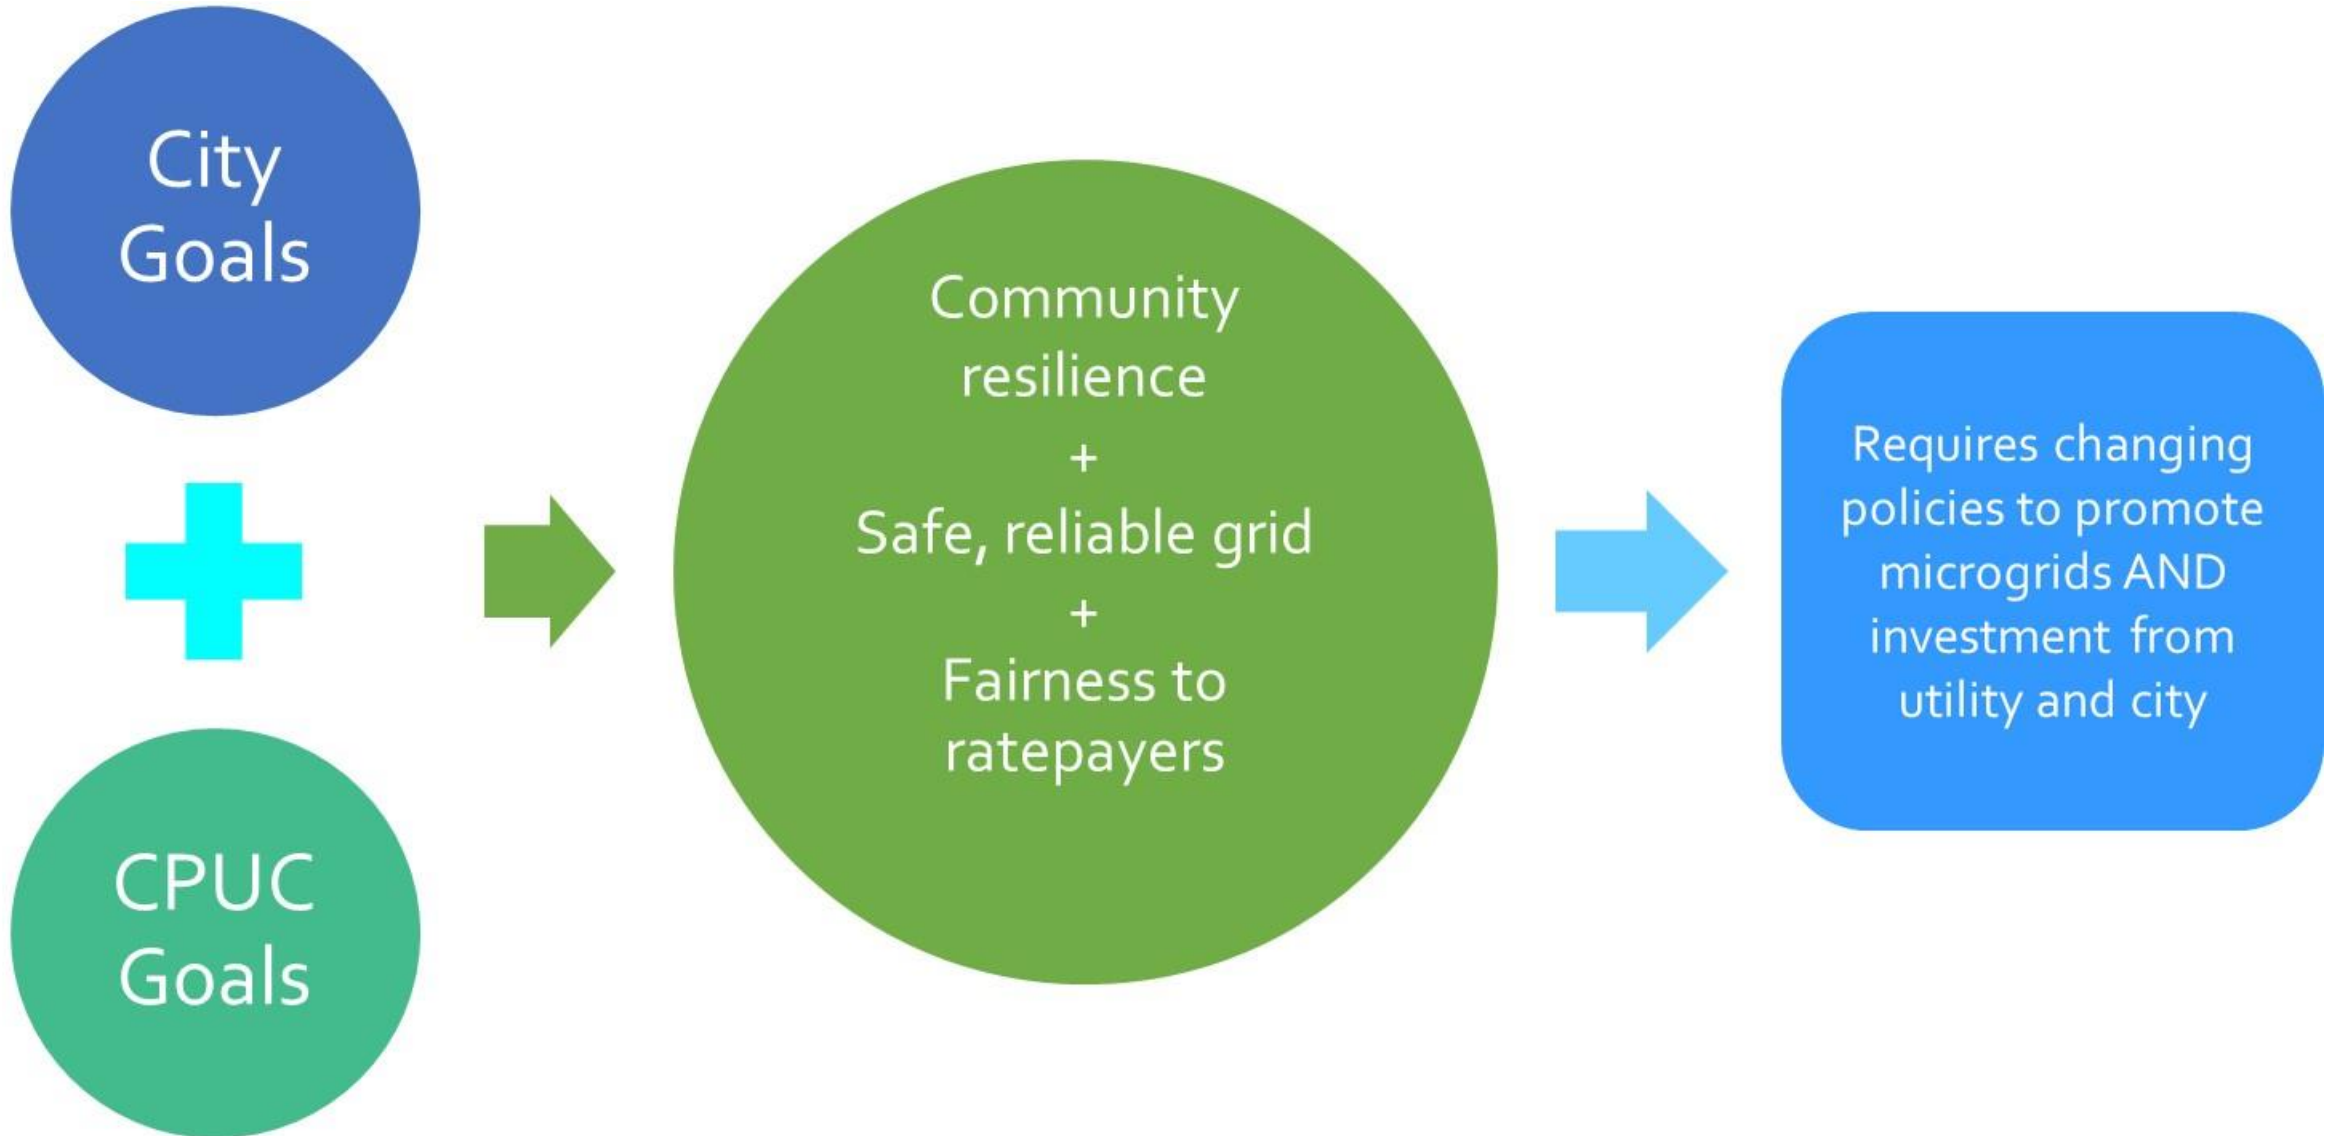 City
Goals
CPUC
Goals
Community
resilience
+
Safe, reliable grid
+
Fairness to
ratepayers
Requires changing
policies to promote
microgrids AND
investment from
utility and city